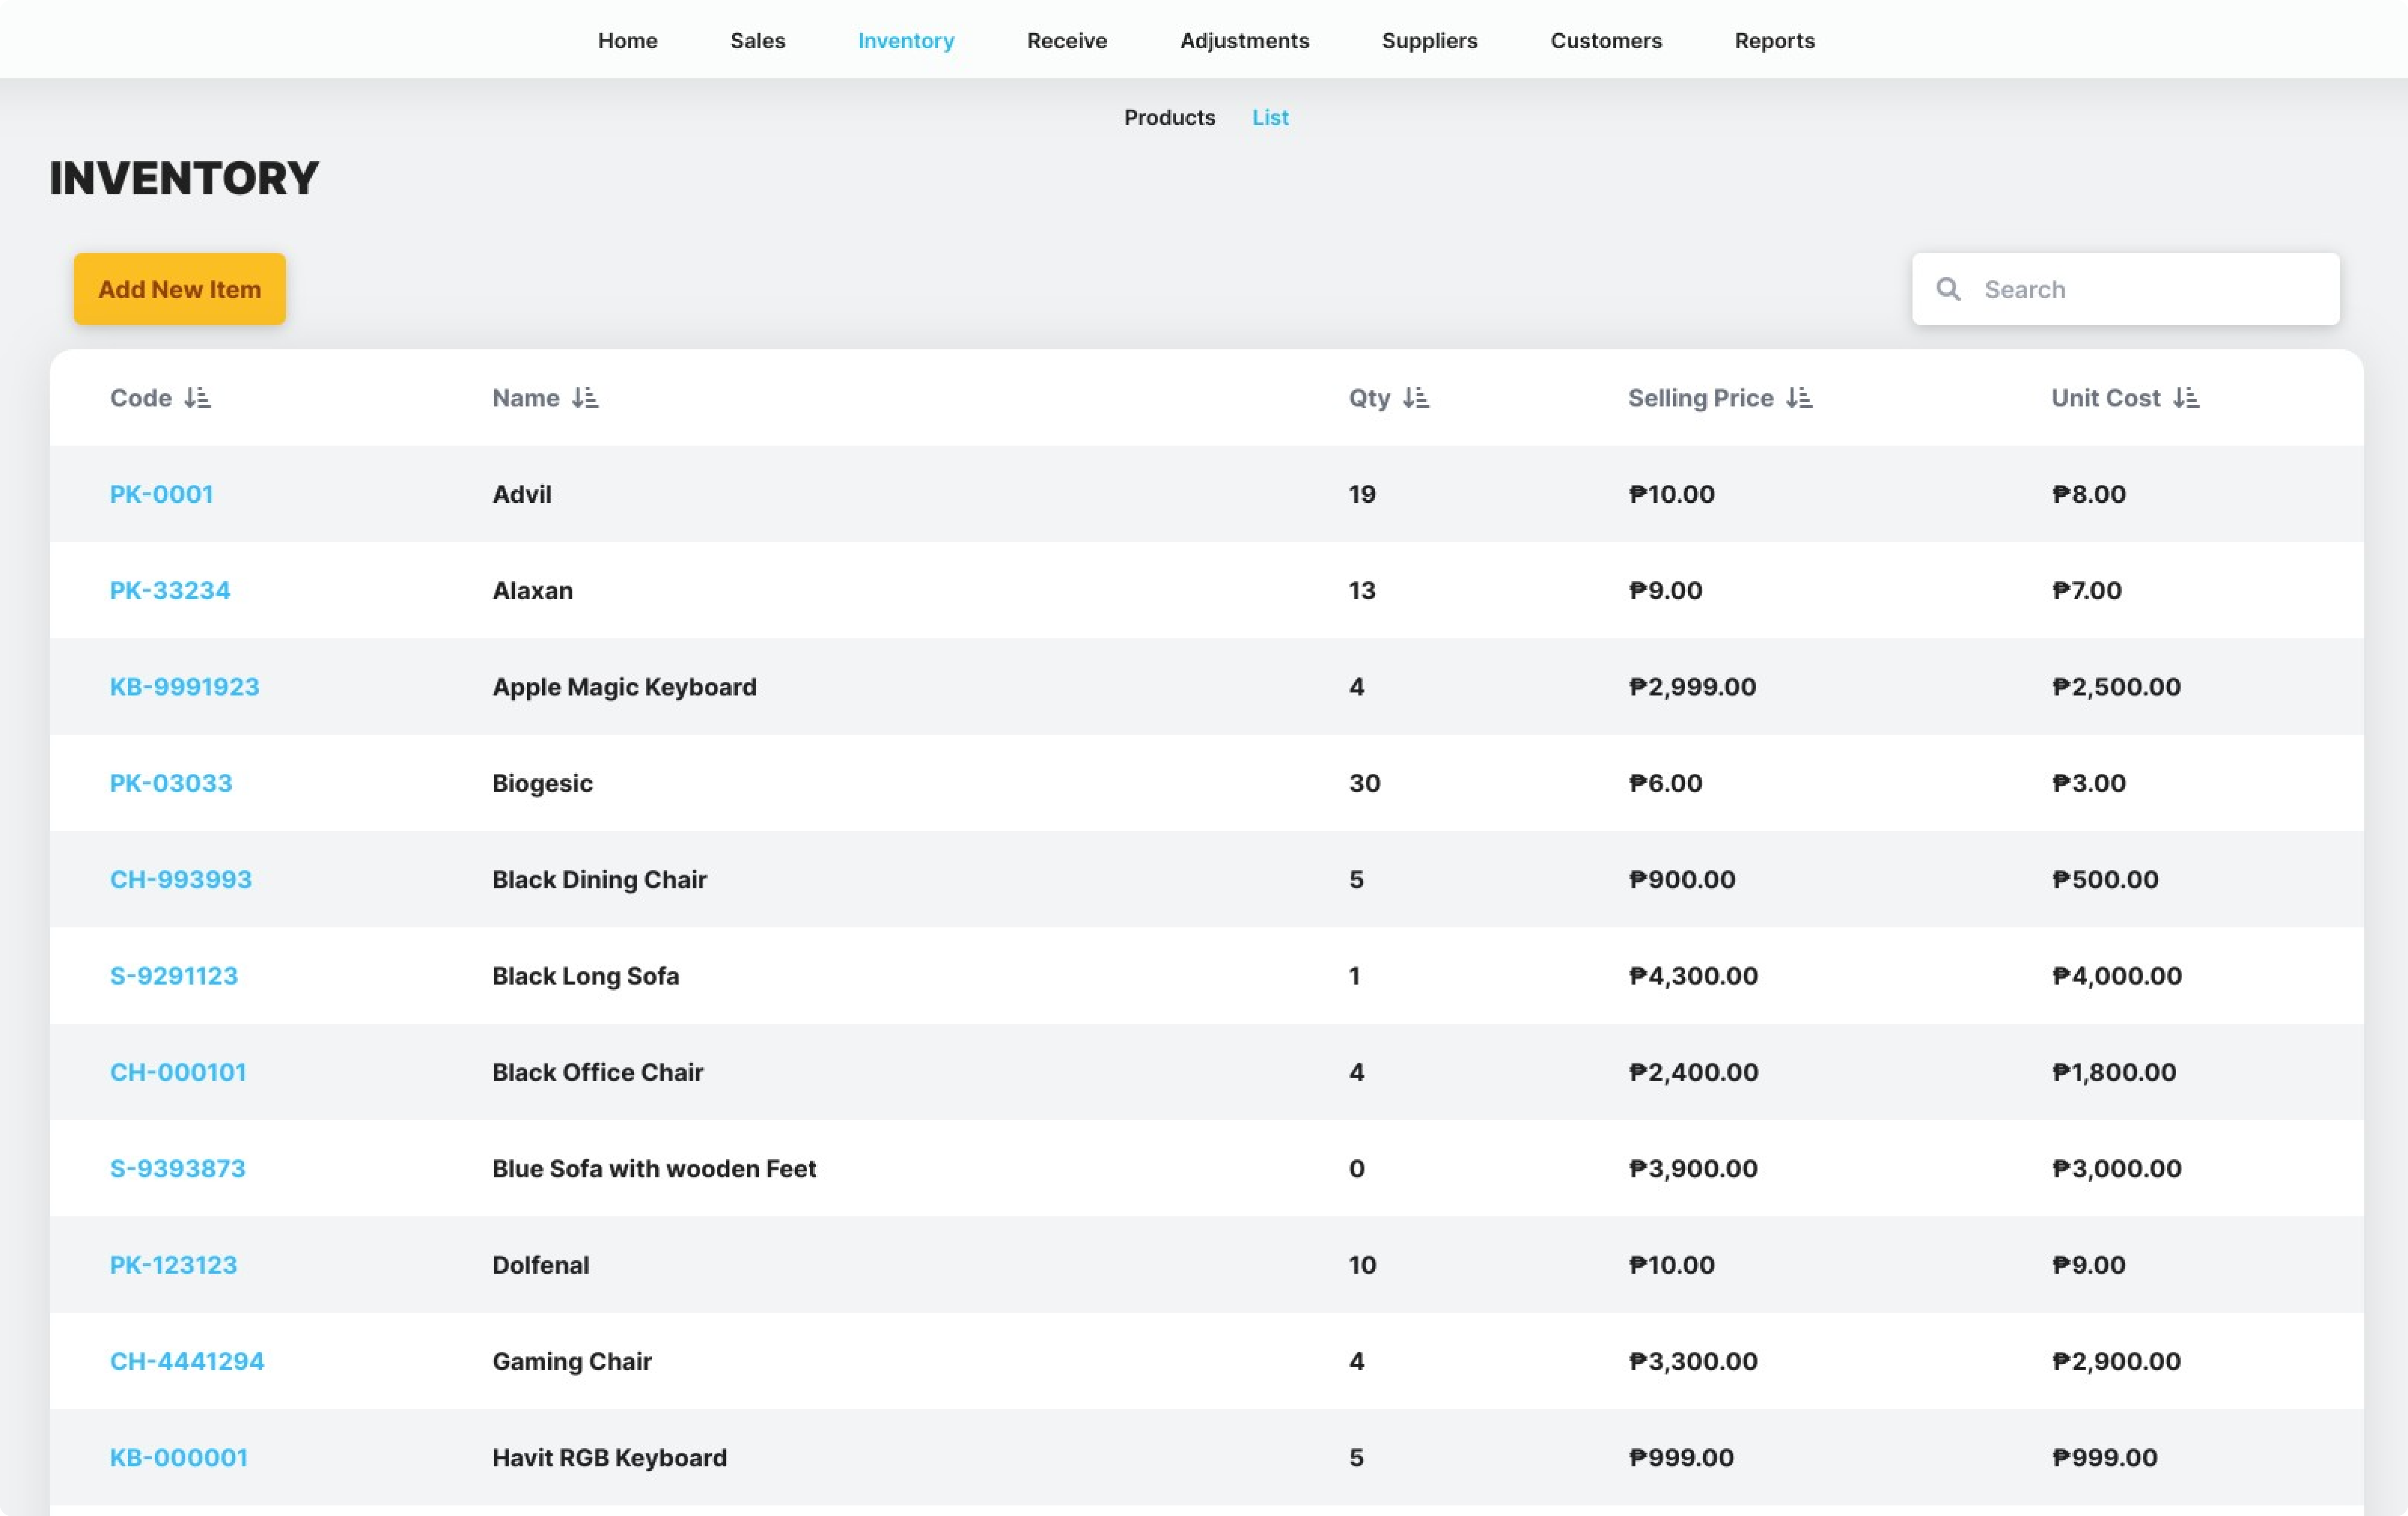 Home Sales Inventory Receive Adjustments Suppliers Customers Reports
Products List
INVENTORY
Add New Item
Search
Code Name Qty Selling Price Unit Cost
PK-0001 Advil 19 ₱10.00 ₱8.00
PK-33234 Alaxan 13 ₱9.00 ₱7.00
KB-9991923 Apple Magic Keyboard 4 ₱2,999.00 ₱2,500.00
PK-03033 Biogesic 30 ₱6.00 ₱3.00
CH-993993 Black Dining Chair 5 ₱900.00 ₱500.00
S-9291123 Black Long Sofa 1 ₱4,300.00 ₱4,000.00
CH-000101 Black Office Chair 4 ₱2,400.00 ₱1,800.00
S-9393873 Blue Sofa with wooden Feet 0 ₱3,900.00 ₱3,000.00
PK-123123 Dolfenal 10 ₱10.00 ₱9.00
CH-4441294 Gaming Chair 4 ₱3,300.00 ₱2,900.00
KB-000001 Havit RGB Keyboard 5 ₱999.00 ₱999.00